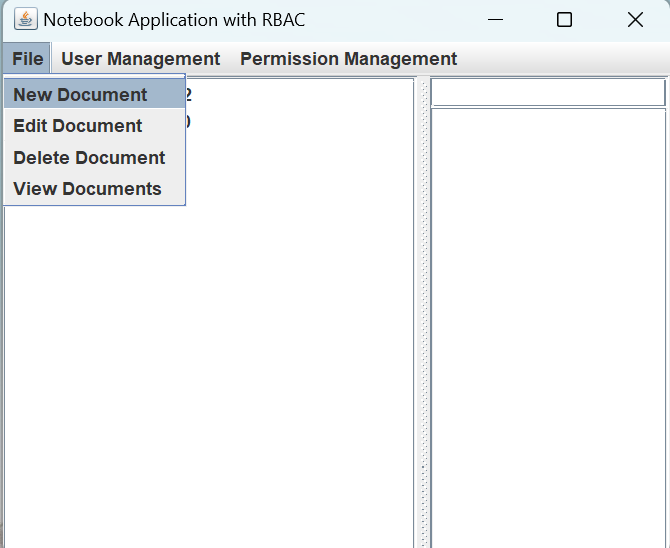 Notebook Application with RBAC
File User Management Permission Management
New Document
Edit Document
Delete Document
View Documents